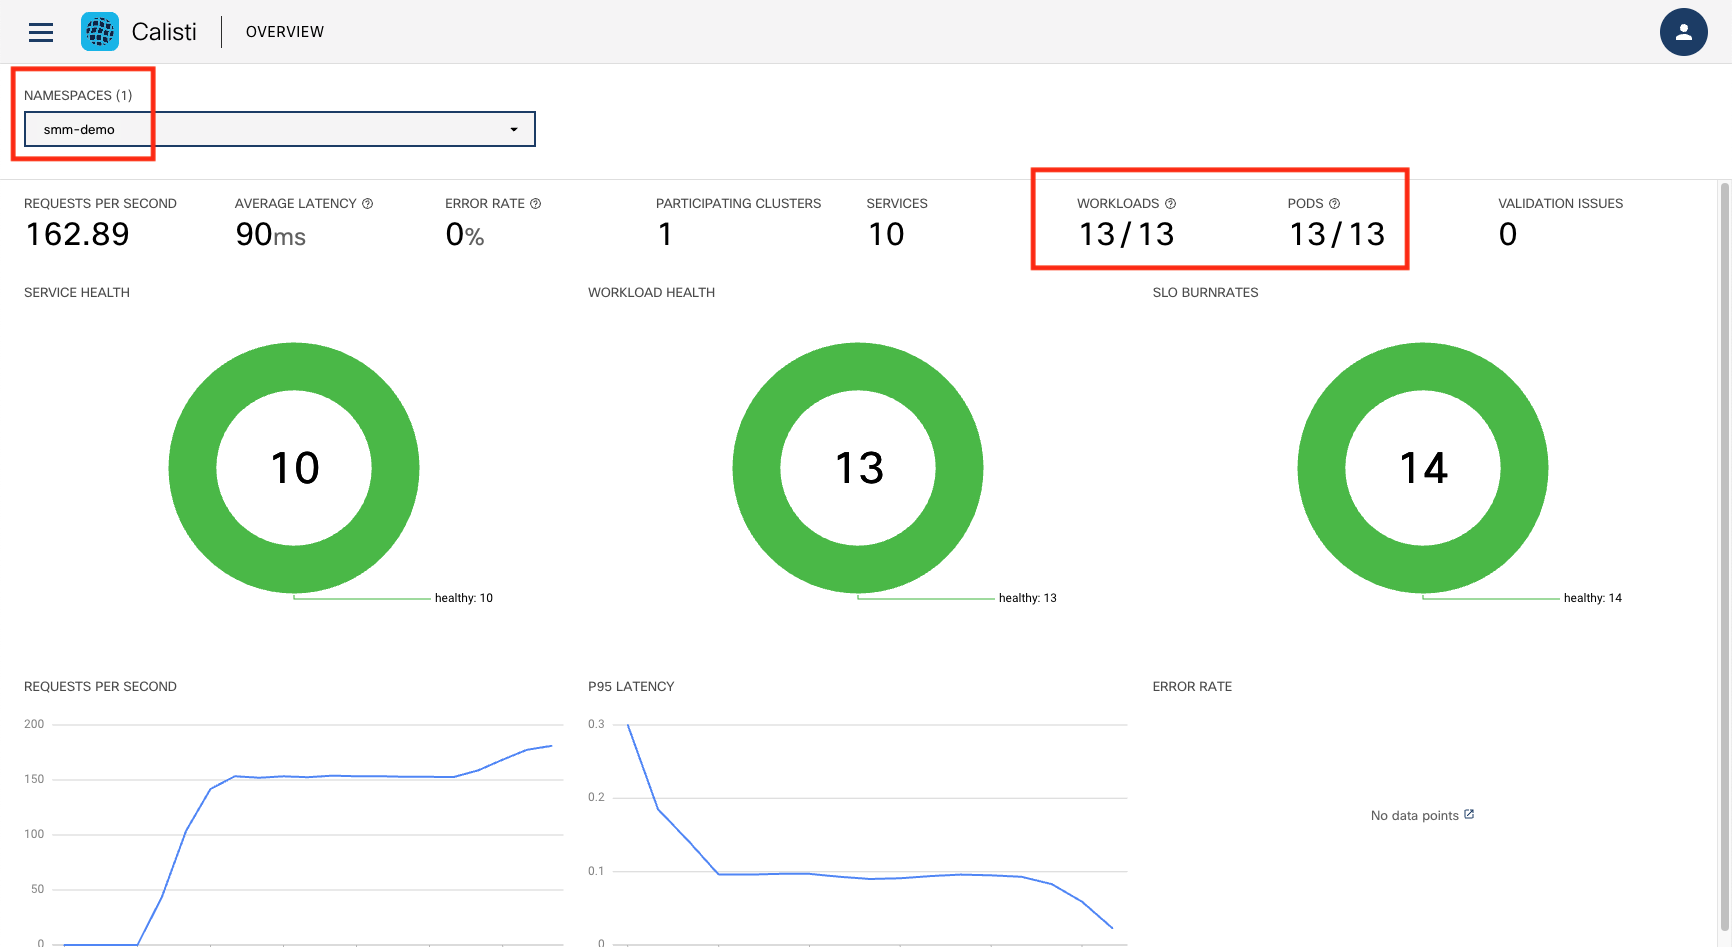 Calisti
OVERVIEW
NAMESPACES (1)
smm-demo
REQUESTS PER SECOND
162.89
AVERAGE LATENCY
90ms
ERROR RATE
0%
PARTICIPATING CLUSTERS
1
SERVICES
10
WORKLOADS
13/13
PODS
13/13
VALIDATION ISSUES
0
SERVICE HEALTH
10
healthy: 10
WORKLOAD HEALTH
13
healthy: 13
SLO BURNRATES
14
healthy: 14
REQUESTS PER SECOND
200
150
100
50
0
P95 LATENCY
0.3
0.2
0.1
0
ERROR RATE
No data points